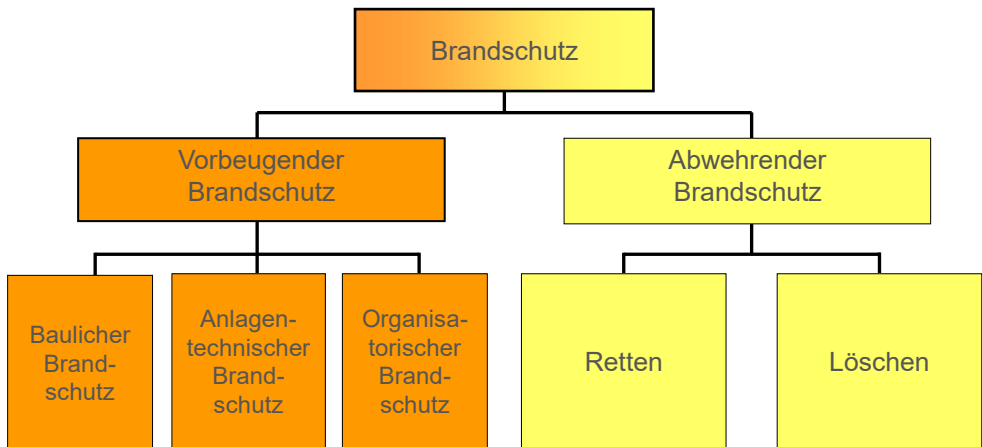 Brandschutz
Vorbeugender
Brandschutz
Abwehrender
Brandschutz
Baulicher
Brand-
schutz
Anlagen-
technischer
Brand-
schutz
Organisa-
torischer
Brand-
schutz
Retten
Löschen